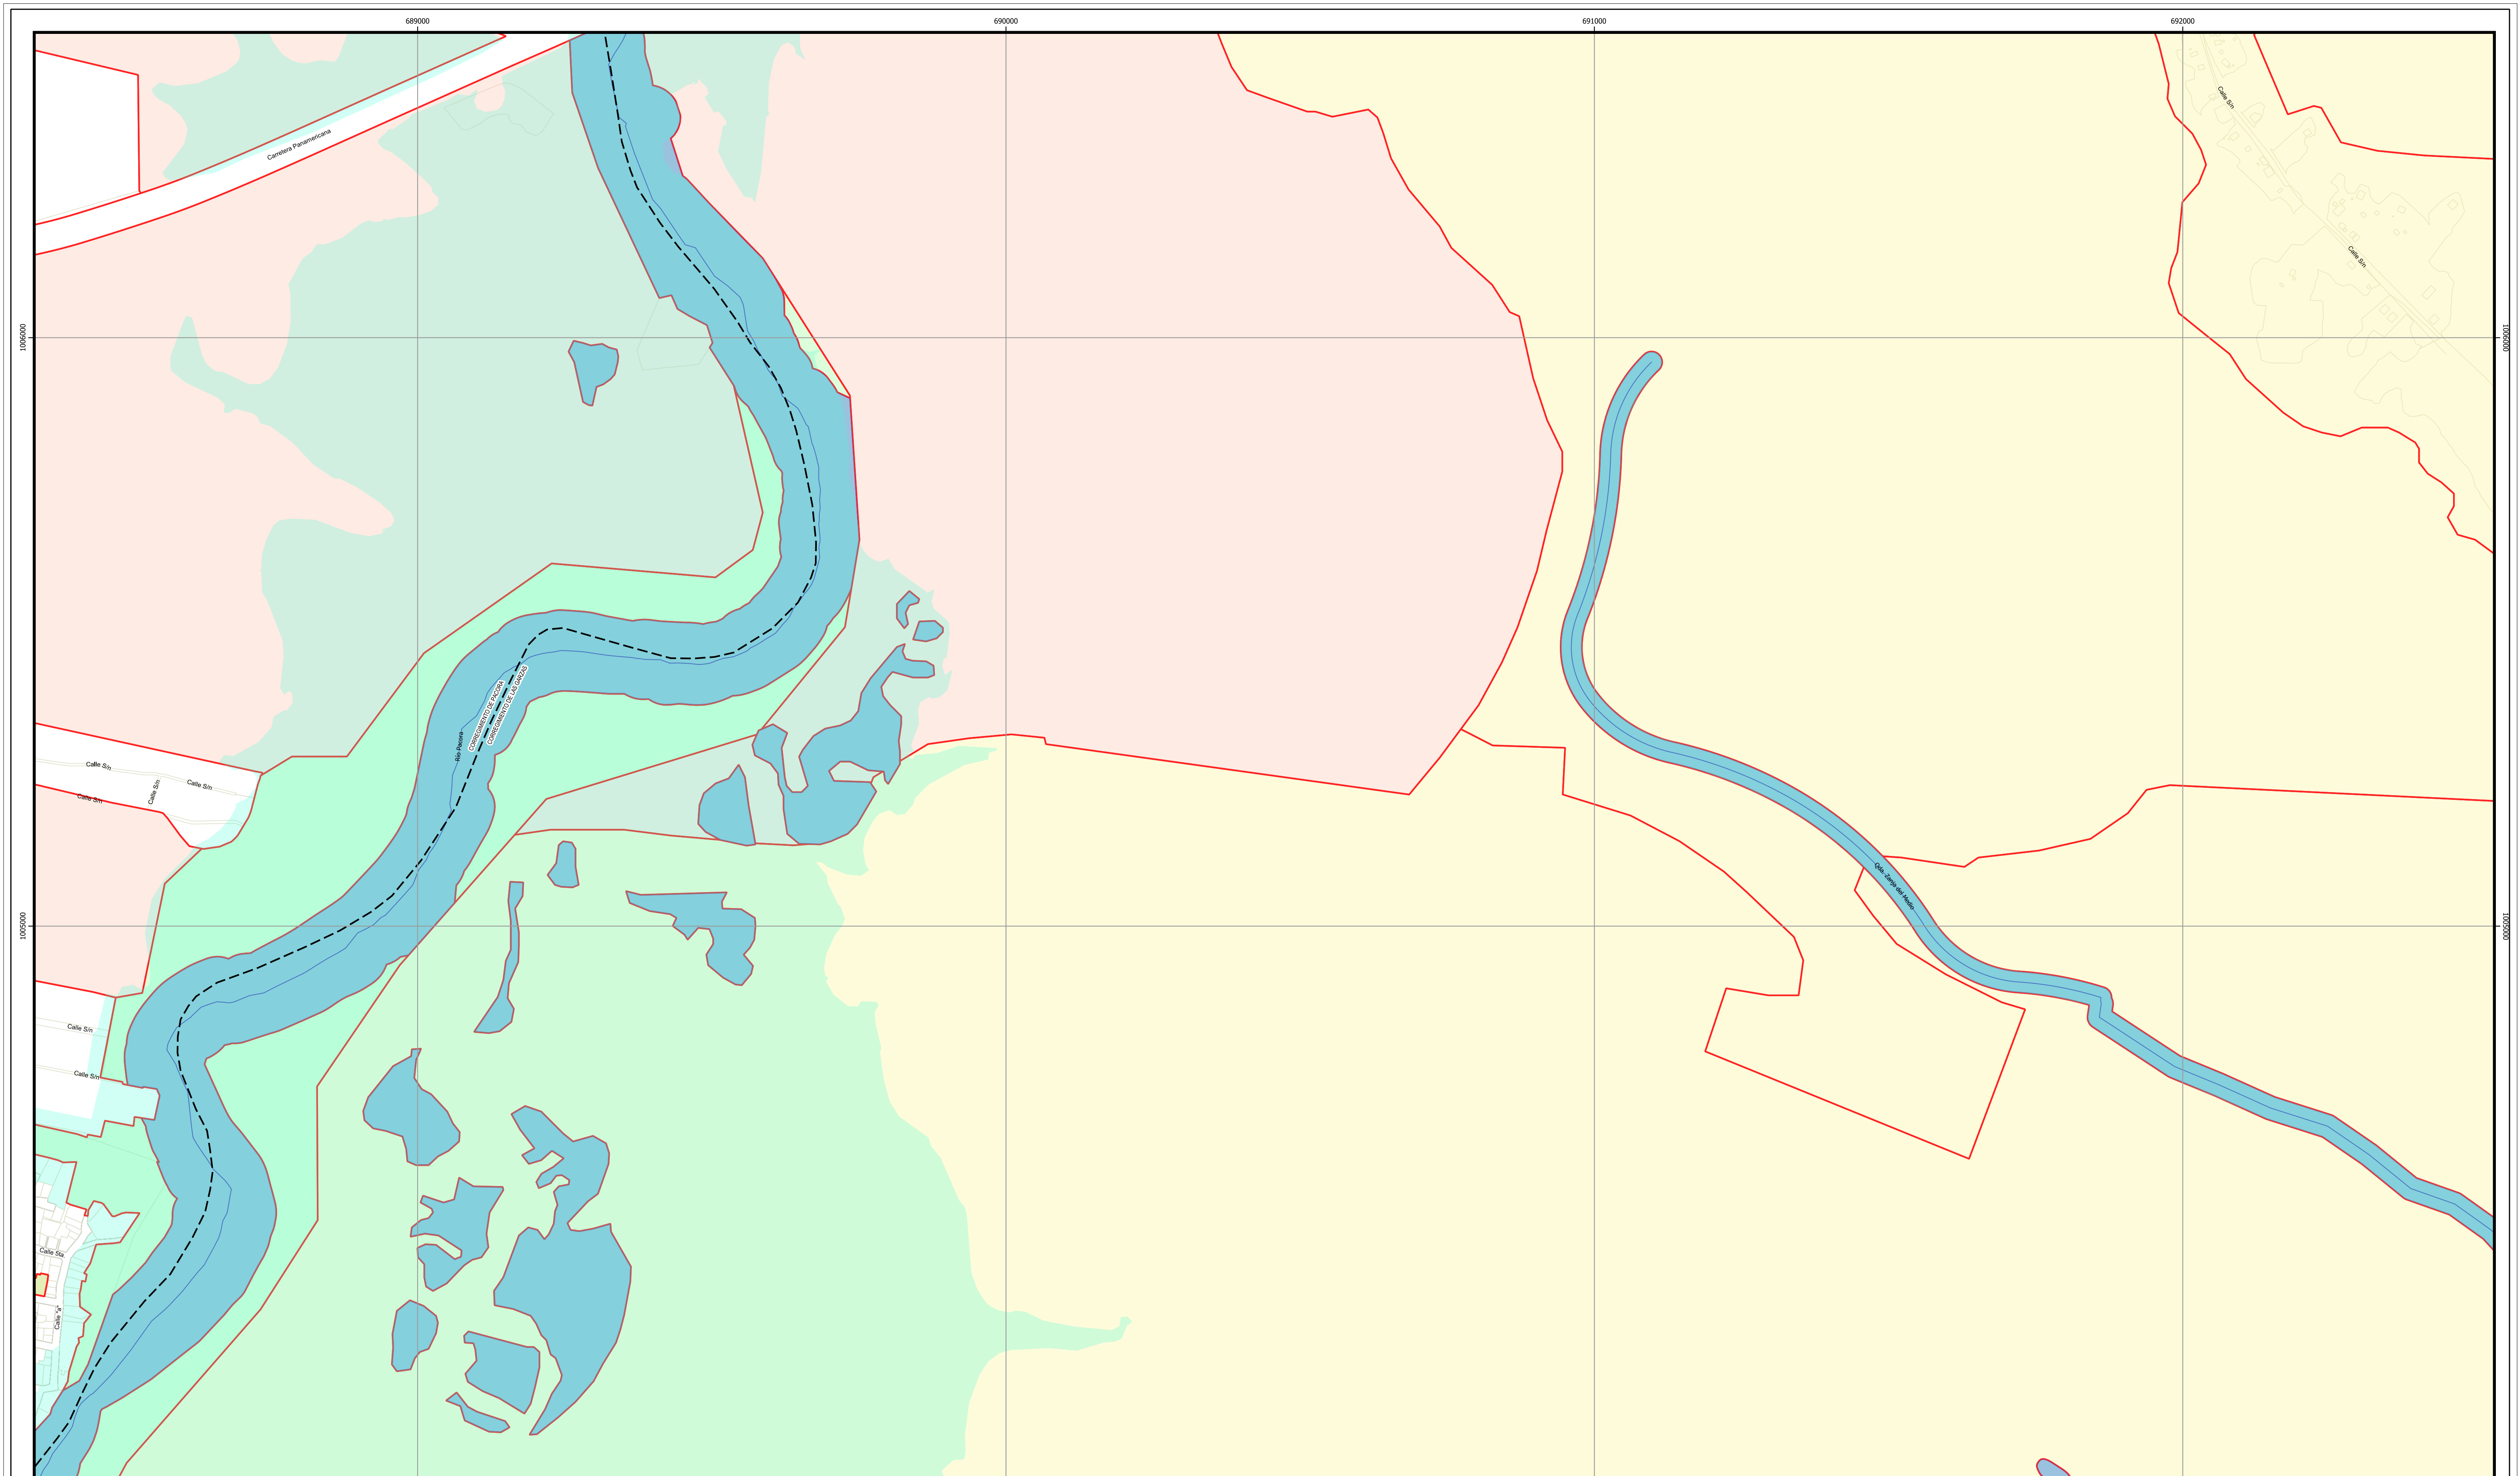 689000
690000
691000
692000
Calle S/n
Carretera Panamericana
Calle S/n
1006000
1006000
CORREGIMIENTO DE PACORA
CORREGIMIENTO DE LAS GARZAS
Río Pacora
Calle S/n
Calle S/n
Calle S/n
Calle S/n
Qda. Zanja del Medio
1005000
1005000
Calle S/n
Calle S/n
Calle 5ta.
Calle "a"